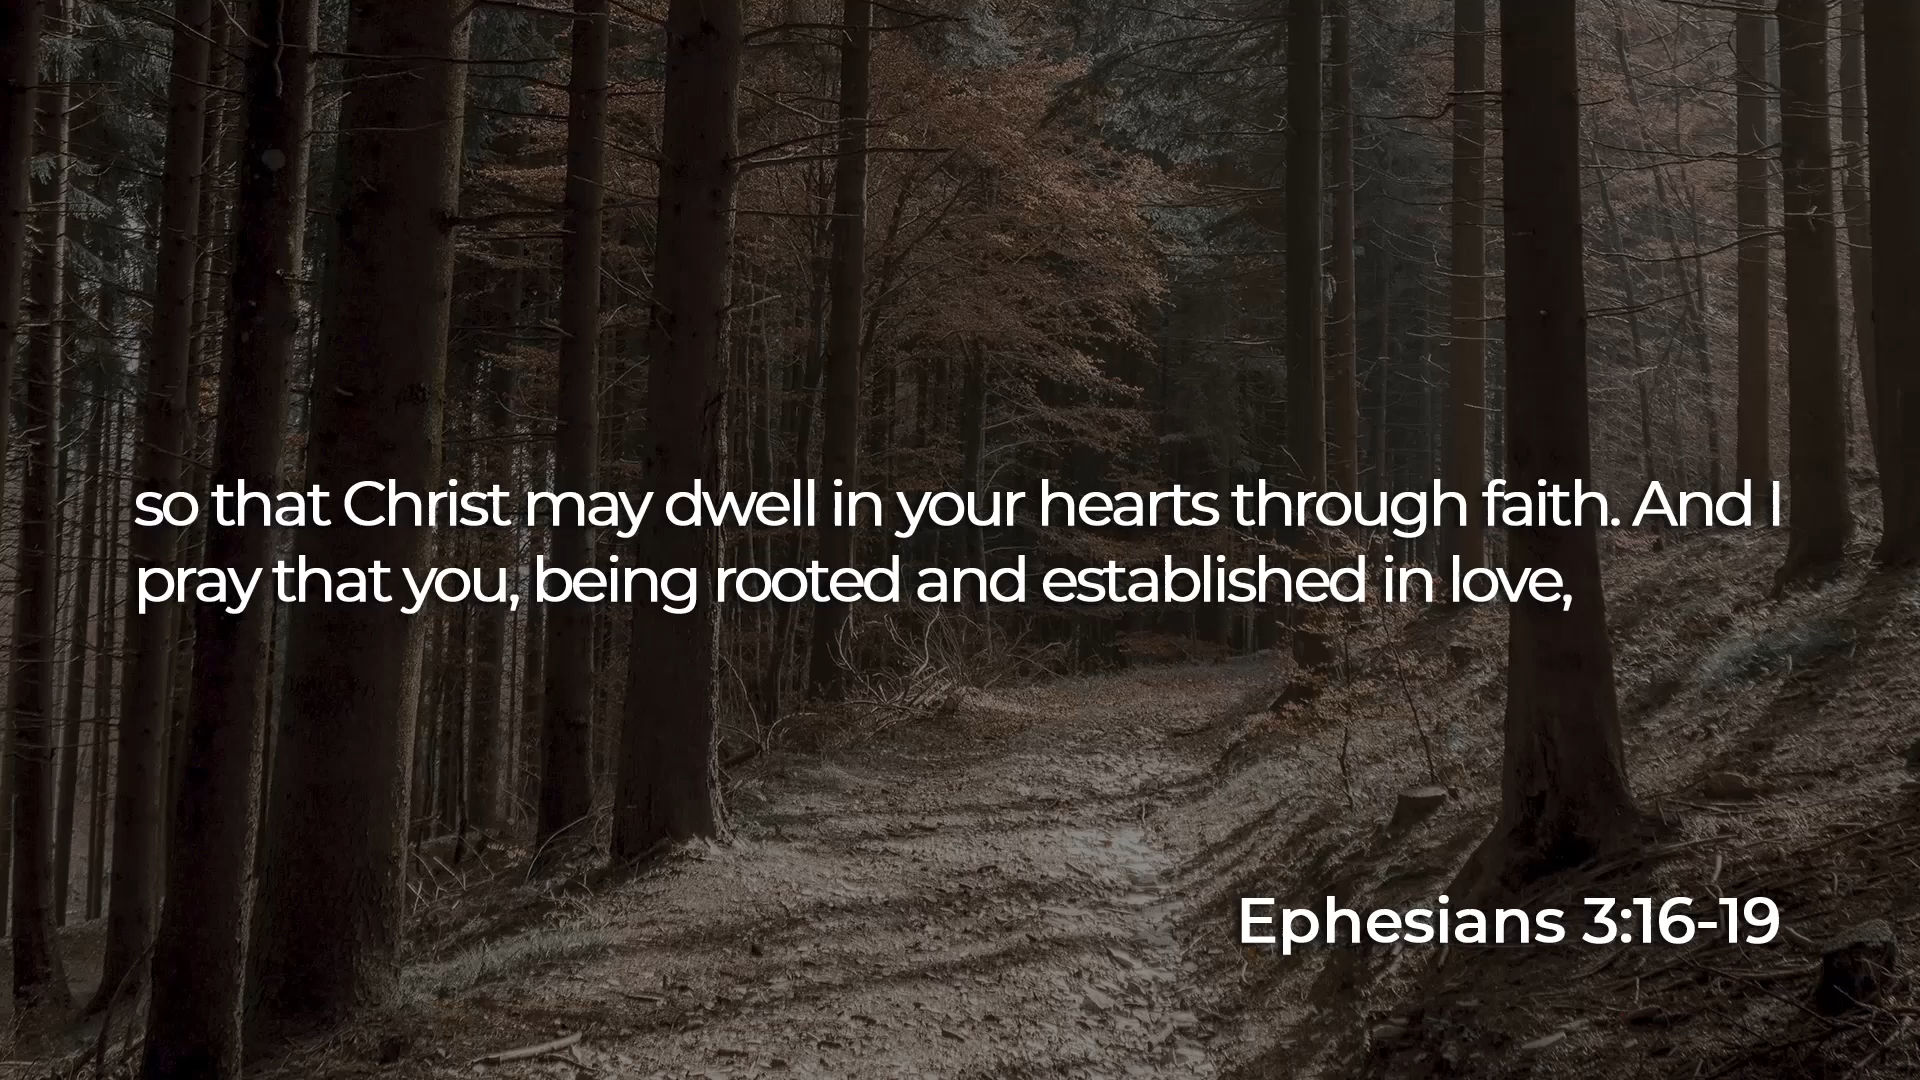 so that Christ may dwell in your hearts through faith. And I
pray that you, being rooted and established in love,
Ephesians 3:16-19